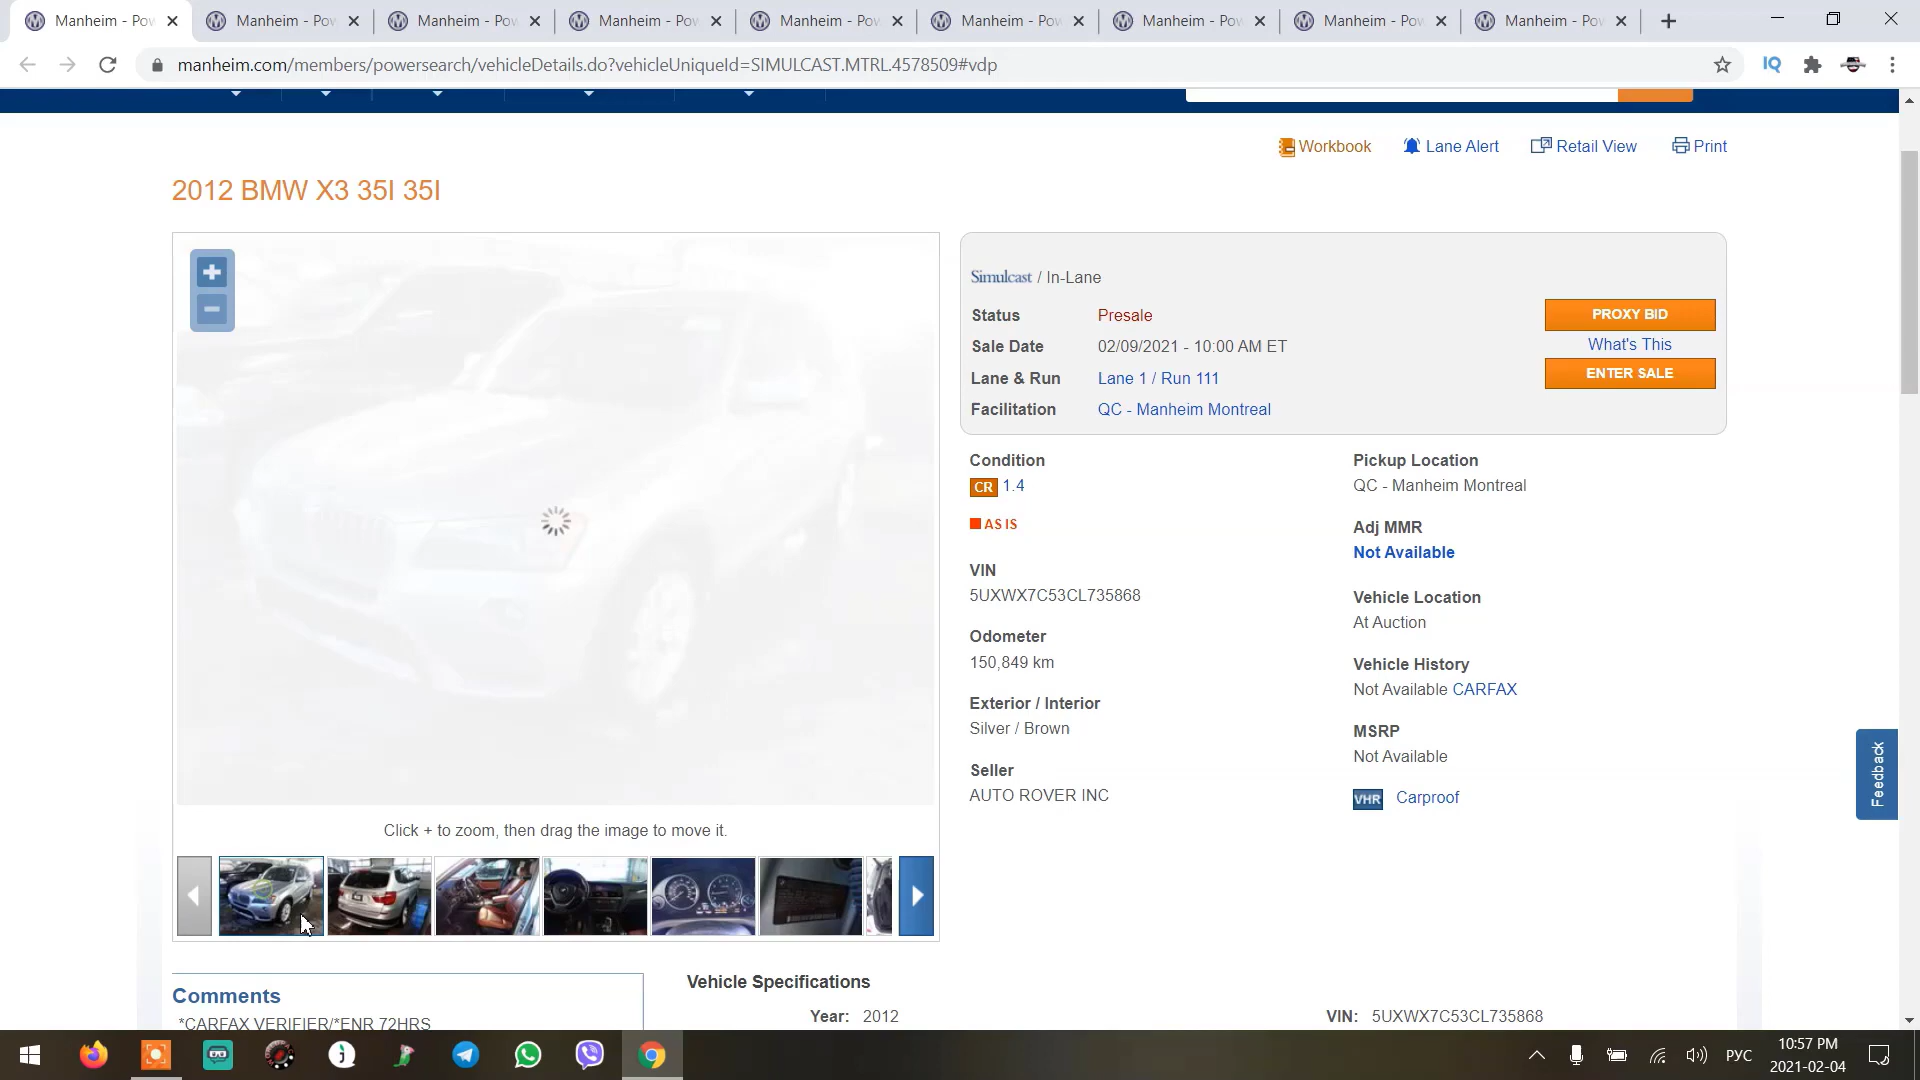 Manheim - Pow
Manheim - Pow
Manheim - Pow
Manheim - Pow
Manheim - Pow
Manheim - Pow
Manheim - Pow
Manheim - Pow
Manheim - Pow
manheim.com/members/powersearch/vehicleDetails.do?vehicleUniqueId=SIMULCAST.MTRL.4578509#vdp
IQ
Workbook
Lane Alert
Retail View
Print
2012 BMW X3 35I 35I
Simulcast / In-Lane
Status Presale
PROXY BID
Sale Date 02/09/2021 - 10:00 AM ET
What's This
Lane & Run Lane 1 / Run 111
ENTER SALE
Facilitation QC - Manheim Montreal
Condition
CR 1.4
AS IS
VIN
5UXWX7C53CL735868
Odometer
150,849 km
Exterior / Interior
Silver / Brown
Seller
AUTO ROVER INC
Pickup Location
QC - Manheim Montreal
Adj MMR
Not Available
Vehicle Location
At Auction
Vehicle History
Not Available CARFAX
MSRP
Not Available
VHR Carproof
Feedback
Click + to zoom, then drag the image to move it.
Comments
*CARFAX VERIFIER/*ENR 72HRS
Vehicle Specifications
Year: 2012
VIN: 5UXWX7C53CL735868
РУС
10:57 PM
2021-02-04